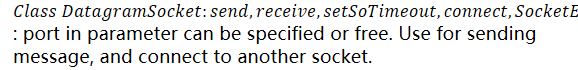 Class DatagramSocket: send, receive, setSoTimeout, connect,
: port in parameter can be specified or free. Use for sending
message, and connect to another socket.